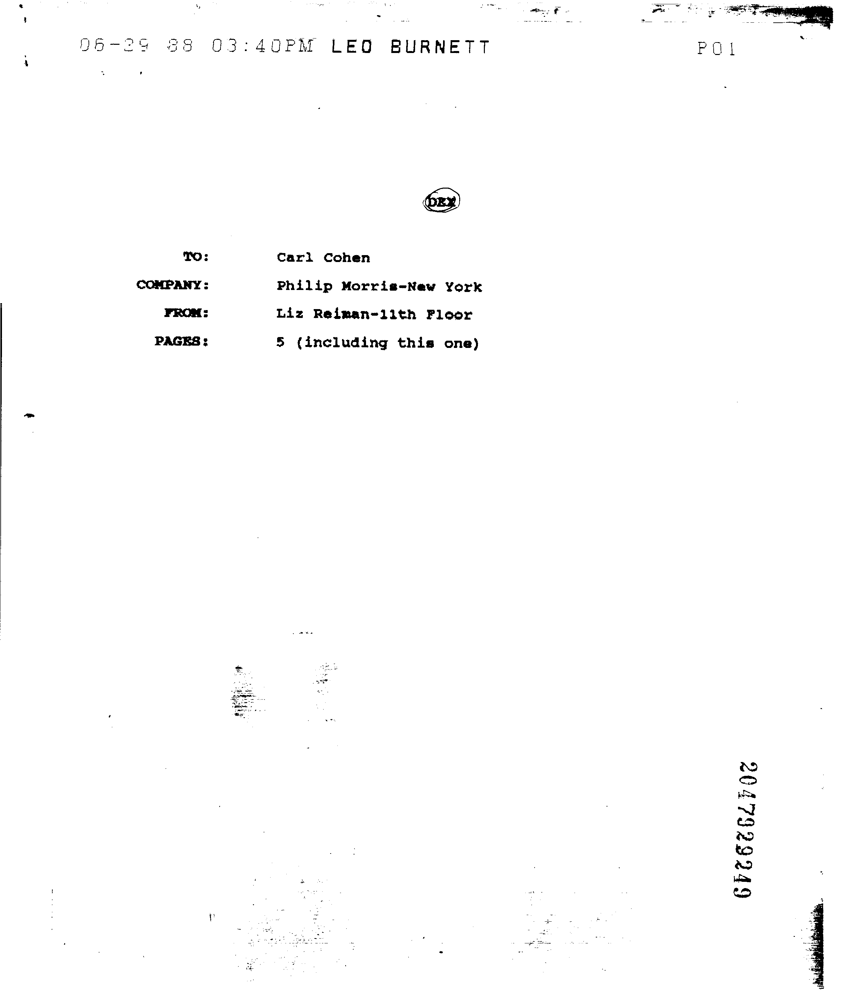 06-29 88 03:40PM LEO BURNETT P01
DEX
TO: Carl Cohen
COMPANY: Philip Morris-New York
FROM: Liz Reiman-11th Floor
PAGES: 5 (including this one)
2047929249